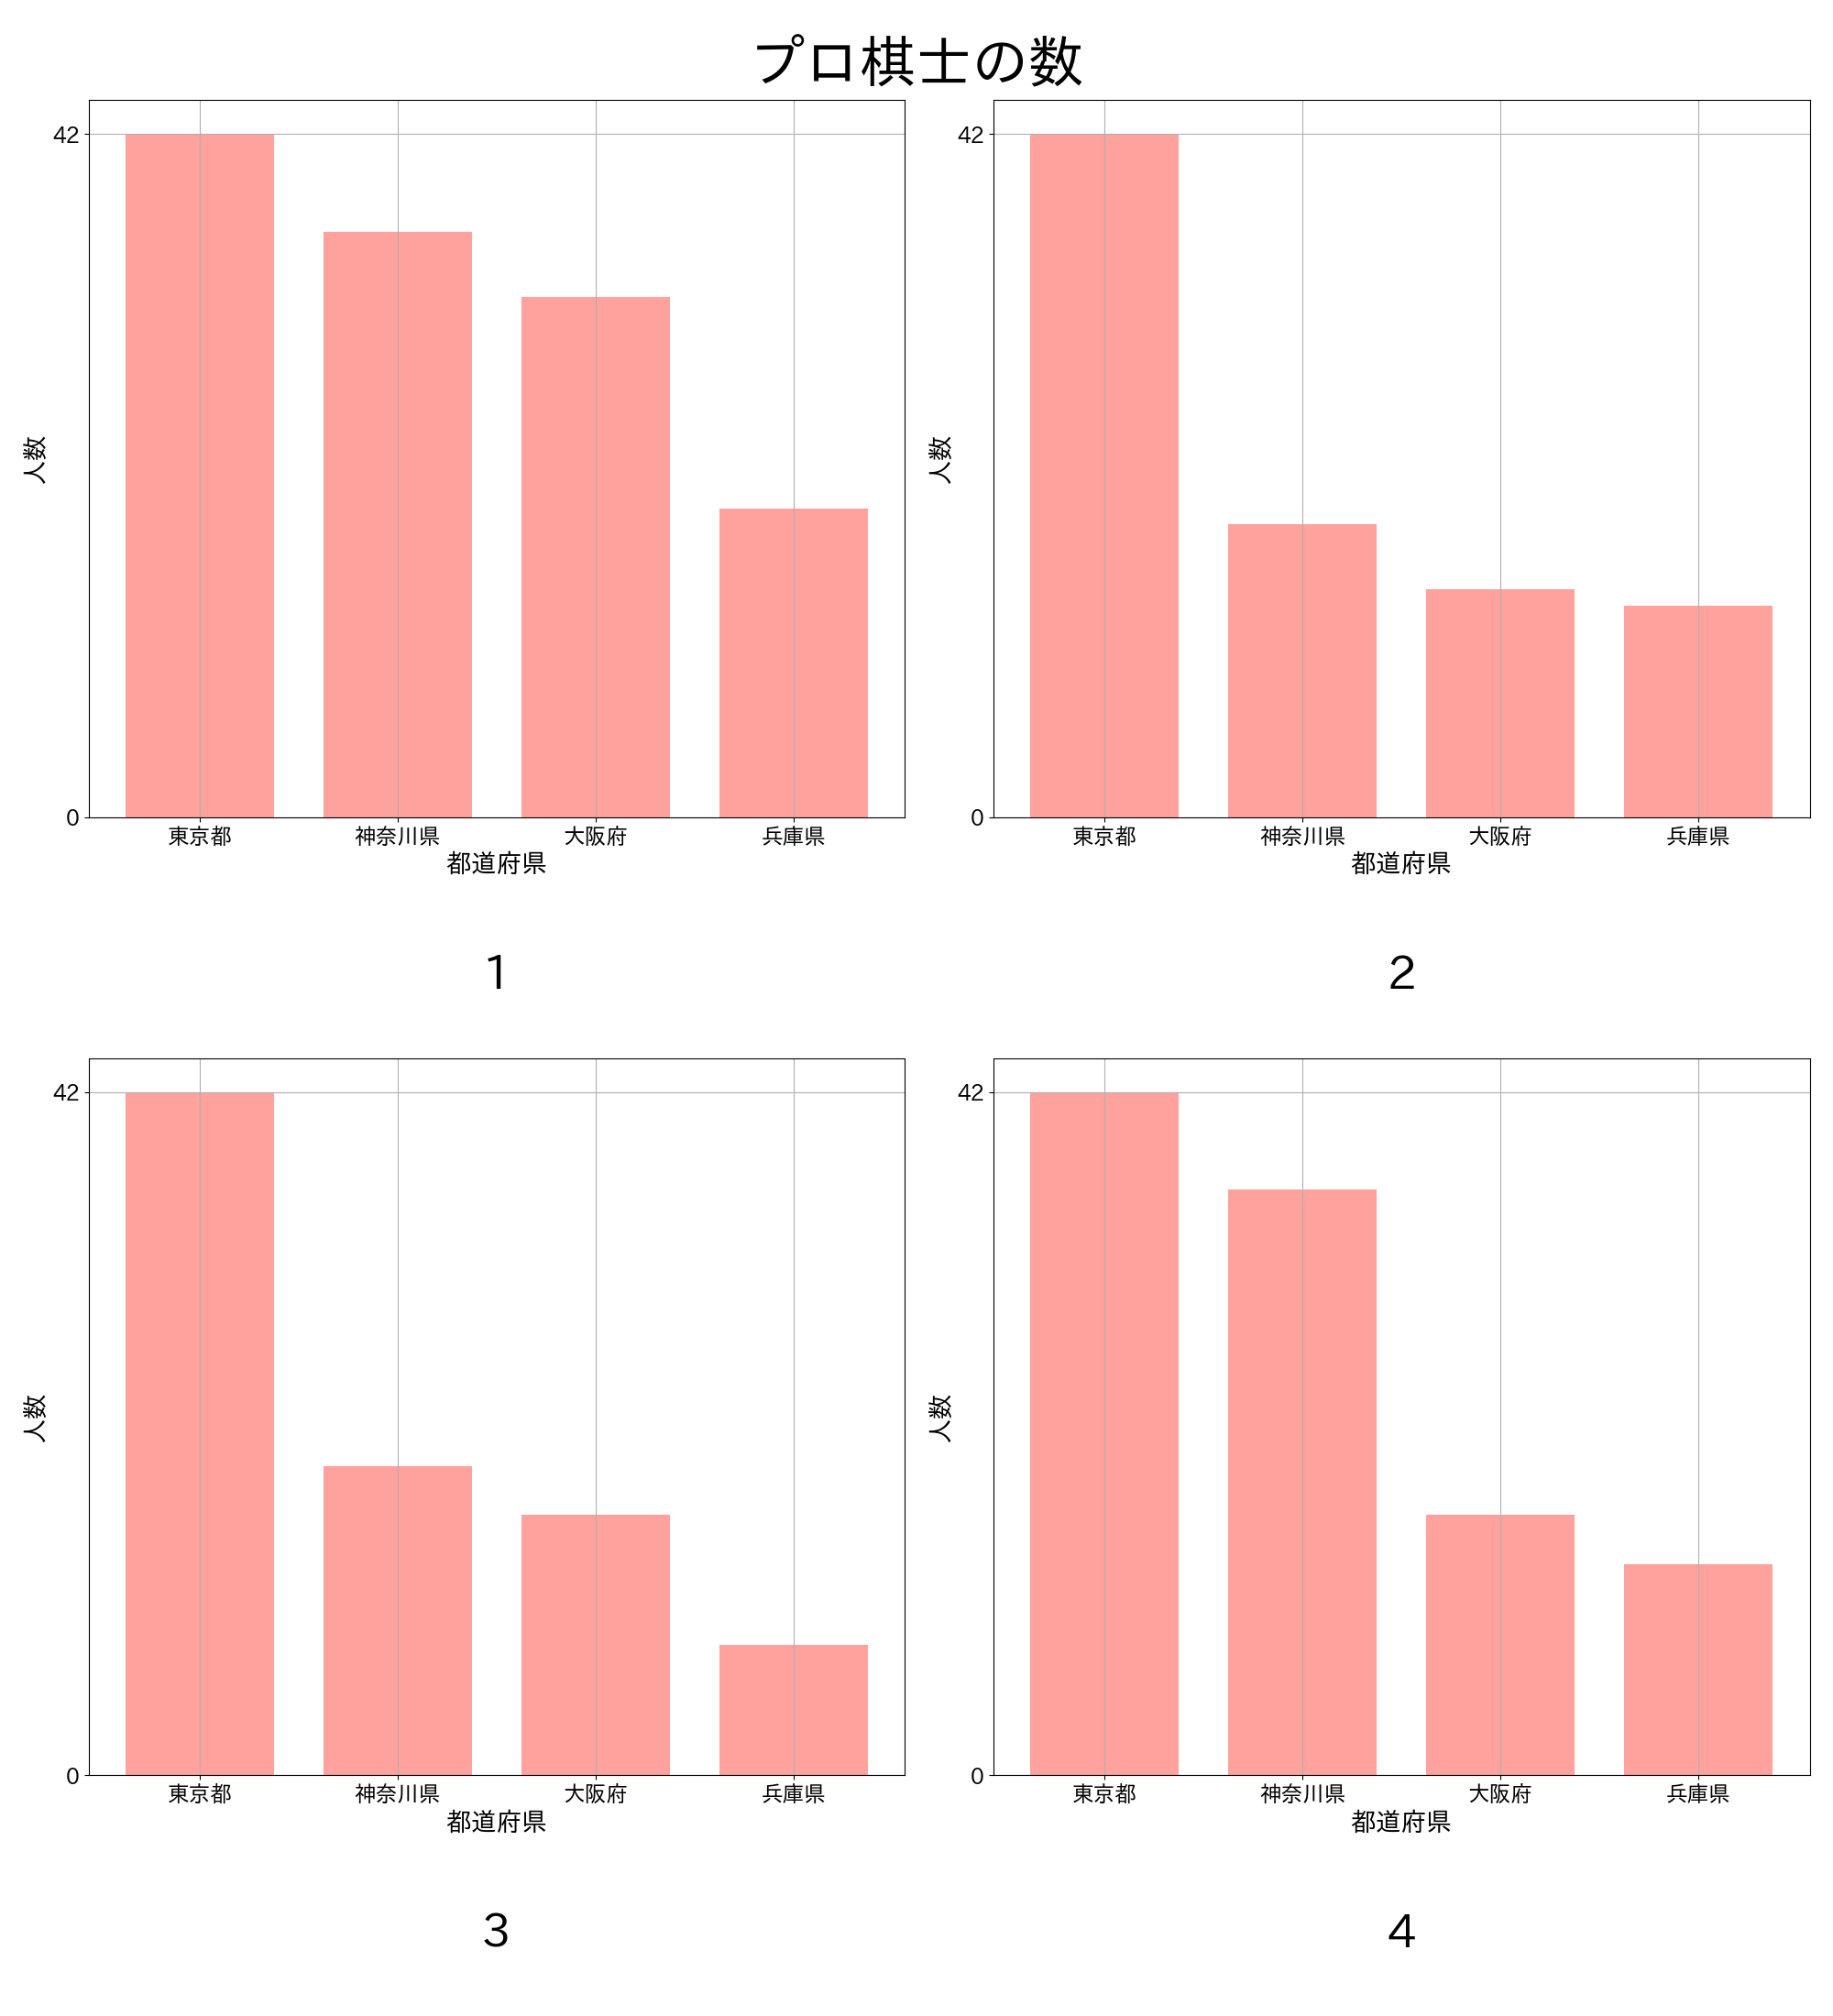 プロ棋士の数
42
0
人数
東京都 神奈川県 大阪府 兵庫県
都道府県
1
42
0
人数
東京都 神奈川県 大阪府 兵庫県
都道府県
2
42
0
人数
東京都 神奈川県 大阪府 兵庫県
都道府県
3
42
0
人数
東京都 神奈川県 大阪府 兵庫県
都道府県
4